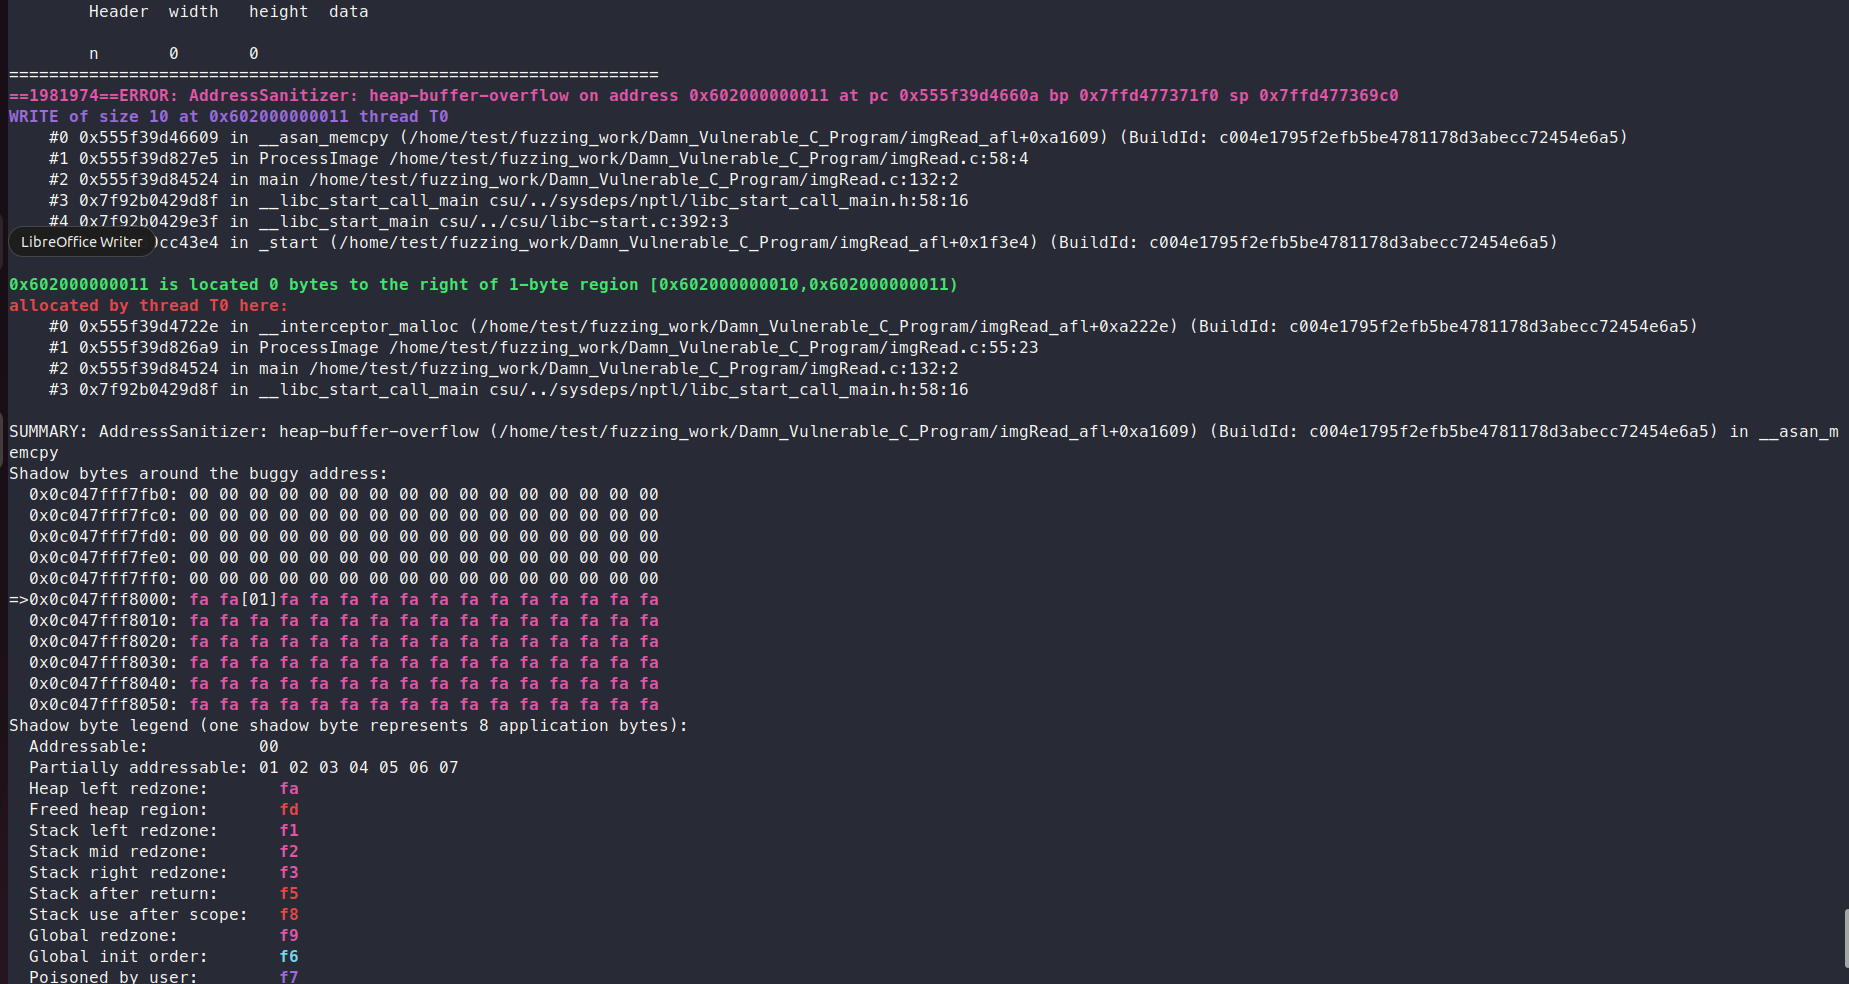 Header  width   height  data
n       0       0
=================================================================
==1981974==ERROR: AddressSanitizer: heap-buffer-overflow on address 0x602000000011 at pc 0x555f39d4660a bp 0x7ffd477371f0 sp 0x7ffd477369c0
WRITE of size 10 at 0x602000000011 thread T0
    #0 0x555f39d46609 in __asan_memcpy (/home/test/fuzzing_work/Damn_Vulnerable_C_Program/imgRead_afl+0xa1609) (BuildId: c004e1795f2efb5be4781178d3abecc72454e6a5)
    #1 0x555f39d827e5 in ProcessImage /home/test/fuzzing_work/Damn_Vulnerable_C_Program/imgRead.c:58:4
    #2 0x555f39d84524 in main /home/test/fuzzing_work/Damn_Vulnerable_C_Program/imgRead.c:132:2
    #3 0x7f92b0429d8f in __libc_start_call_main csu/../sysdeps/nptl/libc_start_call_main.h:58:16
    #4 0x7f92b0429e3f in __libc_start_main csu/../csu/libc-start.c:392:3
LibreOffice Writer cc43e4 in _start (/home/test/fuzzing_work/Damn_Vulnerable_C_Program/imgRead_afl+0x1f3e4) (BuildId: c004e1795f2efb5be4781178d3abecc72454e6a5)
0x602000000011 is located 0 bytes to the right of 1-byte region [0x602000000010,0x602000000011)
allocated by thread T0 here:
    #0 0x555f39d4722e in __interceptor_malloc (/home/test/fuzzing_work/Damn_Vulnerable_C_Program/imgRead_afl+0xa222e) (BuildId: c004e1795f2efb5be4781178d3abecc72454e6a5)
    #1 0x555f39d826a9 in ProcessImage /home/test/fuzzing_work/Damn_Vulnerable_C_Program/imgRead.c:55:23
    #2 0x555f39d84524 in main /home/test/fuzzing_work/Damn_Vulnerable_C_Program/imgRead.c:132:2
    #3 0x7f92b0429d8f in __libc_start_call_main csu/../sysdeps/nptl/libc_start_call_main.h:58:16
SUMMARY: AddressSanitizer: heap-buffer-overflow (/home/test/fuzzing_work/Damn_Vulnerable_C_Program/imgRead_afl+0xa1609) (BuildId: c004e1795f2efb5be4781178d3abecc72454e6a5) in __asan_m
emcpy
Shadow bytes around the buggy address:
  0x0c047fff7fb0: 00 00 00 00 00 00 00 00 00 00 00 00 00 00 00 00
  0x0c047fff7fc0: 00 00 00 00 00 00 00 00 00 00 00 00 00 00 00 00
  0x0c047fff7fd0: 00 00 00 00 00 00 00 00 00 00 00 00 00 00 00 00
  0x0c047fff7fe0: 00 00 00 00 00 00 00 00 00 00 00 00 00 00 00 00
  0x0c047fff7ff0: 00 00 00 00 00 00 00 00 00 00 00 00 00 00 00 00
=>0x0c047fff8000: fa fa[01]fa fa fa fa fa fa fa fa fa fa fa fa fa
  0x0c047fff8010: fa fa fa fa fa fa fa fa fa fa fa fa fa fa fa fa
  0x0c047fff8020: fa fa fa fa fa fa fa fa fa fa fa fa fa fa fa fa
  0x0c047fff8030: fa fa fa fa fa fa fa fa fa fa fa fa fa fa fa fa
  0x0c047fff8040: fa fa fa fa fa fa fa fa fa fa fa fa fa fa fa fa
  0x0c047fff8050: fa fa fa fa fa fa fa fa fa fa fa fa fa fa fa fa
Shadow byte legend (one shadow byte represents 8 application bytes):
  Addressable:           00
  Partially addressable: 01 02 03 04 05 06 07
  Heap left redzone:       fa
  Freed heap region:       fd
  Stack left redzone:      f1
  Stack mid redzone:       f2
  Stack right redzone:     f3
  Stack after return:      f5
  Stack use after scope:   f8
  Global redzone:          f9
  Global init order:       f6
  Poisoned by user:        f7